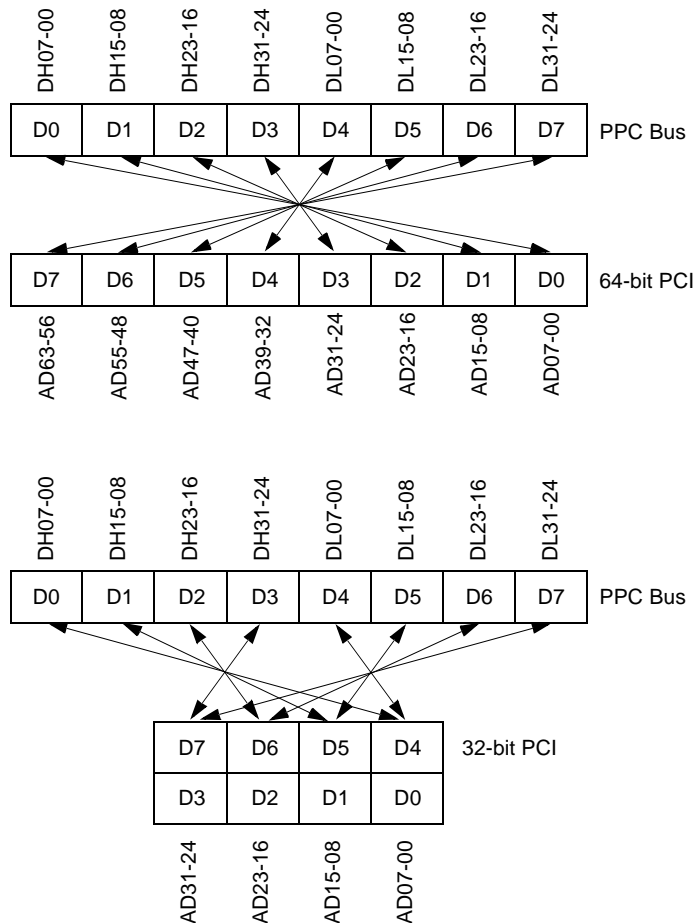 DH07-00 DH15-08 DH23-16 DH31-24 DL07-00 DL15-08 DL23-16 DL31-24
D0 D1 D2 D3 D4 D5 D6 D7 PPC Bus
D7 D6 D5 D4 D3 D2 D1 D0 64-bit PCI
AD63-56 AD55-48 AD47-40 AD39-32 AD31-24 AD23-16 AD15-08 AD07-00
DH07-00 DH15-08 DH23-16 DH31-24 DL07-00 DL15-08 DL23-16 DL31-24
D0 D1 D2 D3 D4 D5 D6 D7 PPC Bus
D7 D6 D5 D4 32-bit PCI
D3 D2 D1 D0
AD31-24 AD23-16 AD15-08 AD07-00